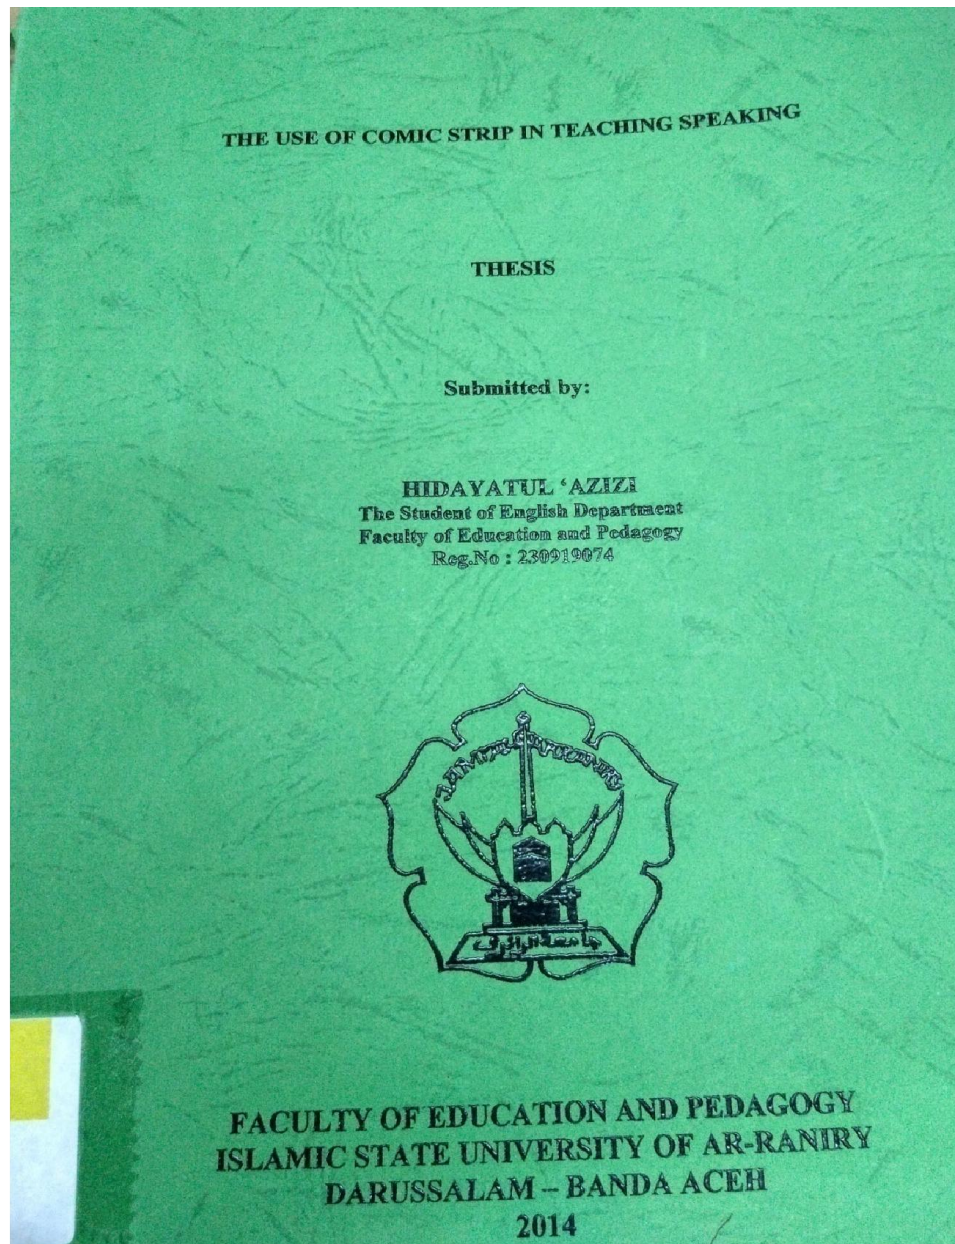 THE USE OF COMIC STRIP IN TEACHING SPEAKING
THESIS
Submitted by:
HIDAYATUL ‘AZIZI
The Student of English Department
Faculty of Education and Pedagogy
Reg.No : 230919074
جامعة الرانري
FACULTY OF EDUCATION AND PEDAGOGY
ISLAMIC STATE UNIVERSITY OF AR-RANIRY
DARUSSALAM – BANDA ACEH
2014